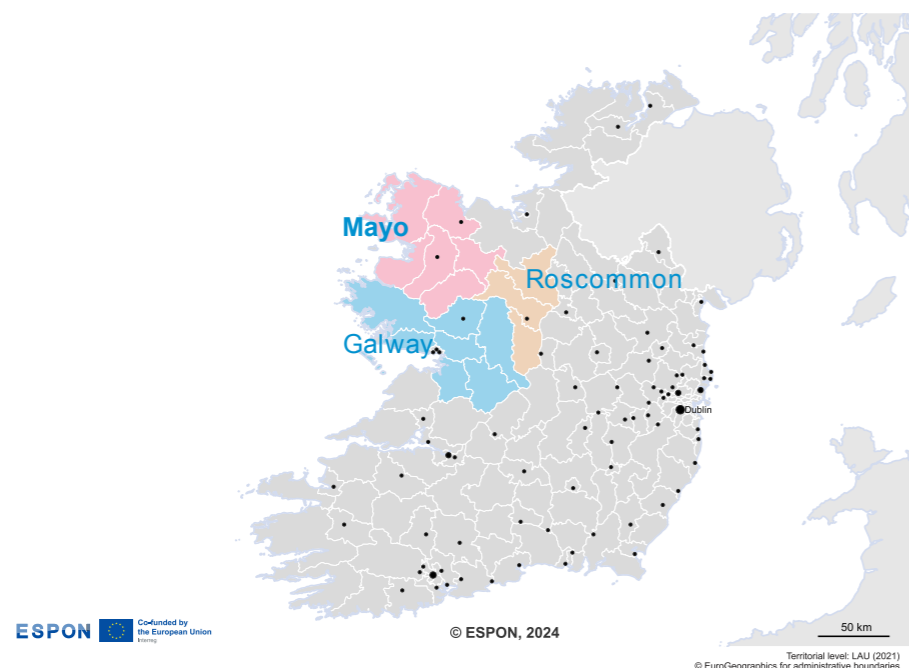 Mayo
Roscommon
Galway
Dublin
ESPON
Co-funded by
the European Union
Interreg
© ESPON, 2024
50 km
Territorial level: LAU (2021)
© EuroGeographics for administrative boundaries